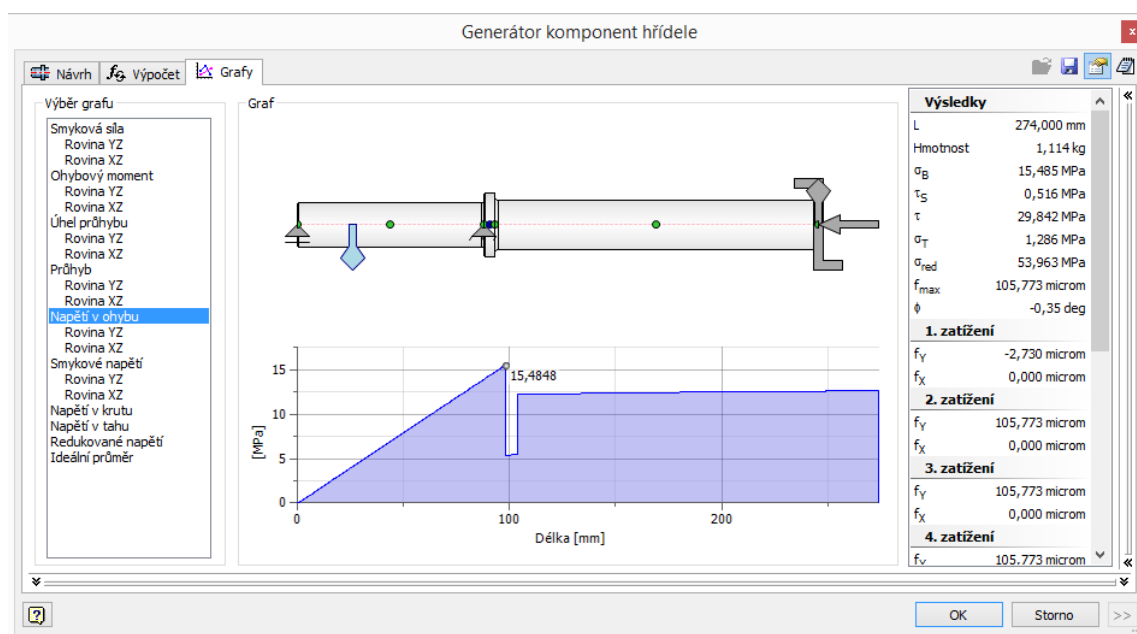 Generátor komponent hřídele
x
Návrh
Výpočet
Grafy
Výběr grafu
Smyková síla
Rovina YZ
Rovina XZ
Ohybový moment
Rovina YZ
Rovina XZ
Úhel průhybu
Rovina YZ
Rovina XZ
Průhyb
Rovina YZ
Rovina XZ
Napětí v ohybu
Rovina YZ
Rovina XZ
Smykové napětí
Rovina YZ
Rovina XZ
Napětí v krutu
Napětí v tahu
Redukované napětí
Ideální průměr
Graf
15
10
5
0
[MPa]
15,4848
0
100
200
Délka [mm]
Výsledky
L 274,000 mm
Hmotnost 1,114 kg
σB 15,485 MPa
τS 0,516 MPa
τ 29,842 MPa
σT 1,286 MPa
σred 53,963 MPa
fmax 105,773 microm
ϕ -0,35 deg
1. zatížení
fY -2,730 microm
fX 0,000 microm
2. zatížení
fY 105,773 microm
fX 0,000 microm
3. zatížení
fY 105,773 microm
fX 0,000 microm
4. zatížení
fY 105,773 microm
OK
Storno
>>